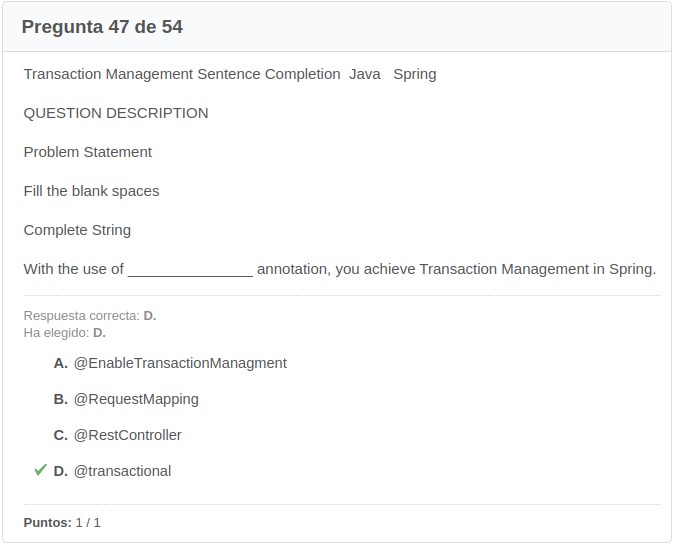 Pregunta 47 de 54
Transaction Management Sentence Completion  Java   Spring
QUESTION DESCRIPTION
Problem Statement
Fill the blank spaces
Complete String
With the use of _______________ annotation, you achieve Transaction Management in Spring.
Respuesta correcta: D.
Ha elegido: D.
A. @EnableTransactionManagment
B. @RequestMapping
C. @RestController
✔ D. @transactional
Puntos: 1 / 1